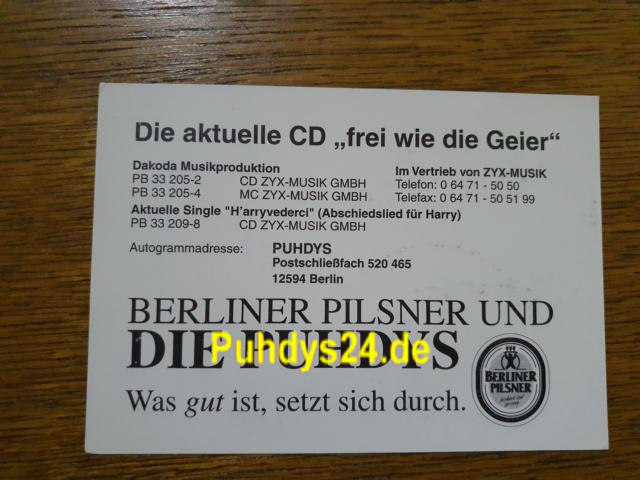 Die aktuelle CD „frei wie die Geier“
Dakoda Musikproduktion
PB 33 205-2 CD ZYX-MUSIK GMBH
PB 33 205-4 MC ZYX-MUSIK GMBH
Im Vertrieb von ZYX-MUSIK
Telefon: 0 64 71 - 50 50
Telefax: 0 64 71 - 50 51 99
Aktuelle Single "H'arryvederci" (Abschiedslied für Harry)
PB 33 209-8 CD ZYX-MUSIK GMBH
Autogrammadresse: PUHDYS
Postschließfach 520 465
12594 Berlin
BERLINER PILSNER UND
DIE PUHDYS
Puhdys24.de
Was gut ist, setzt sich durch.
BERLINER
PILSNER